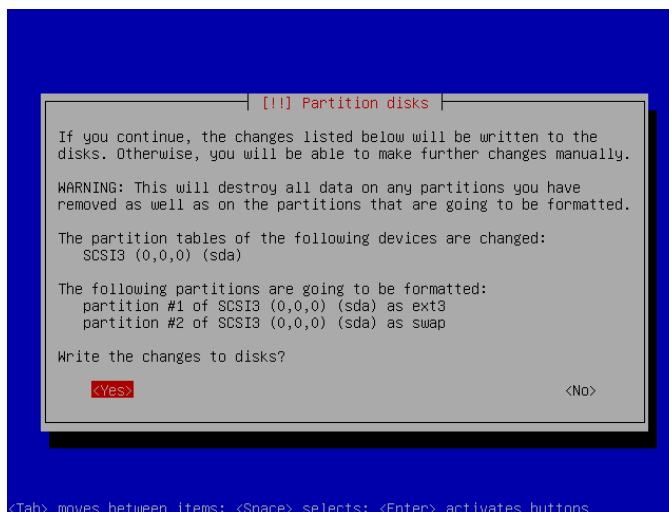 [!!] Partition disks
If you continue, the changes listed below will be written to the
disks. Otherwise, you will be able to make further changes manually.
WARNING: This will destroy all data on any partitions you have
removed as well as on the partitions that are going to be formatted.
The partition tables of the following devices are changed:
SCSI3 (0,0,0) (sda)
The following partitions are going to be formatted:
partition #1 of SCSI3 (0,0,0) (sda) as ext3
partition #2 of SCSI3 (0,0,0) (sda) as swap
Write the changes to disks?
<Yes> <No>
<Tab> moves between items; <Space> selects; <Enter> activates buttons